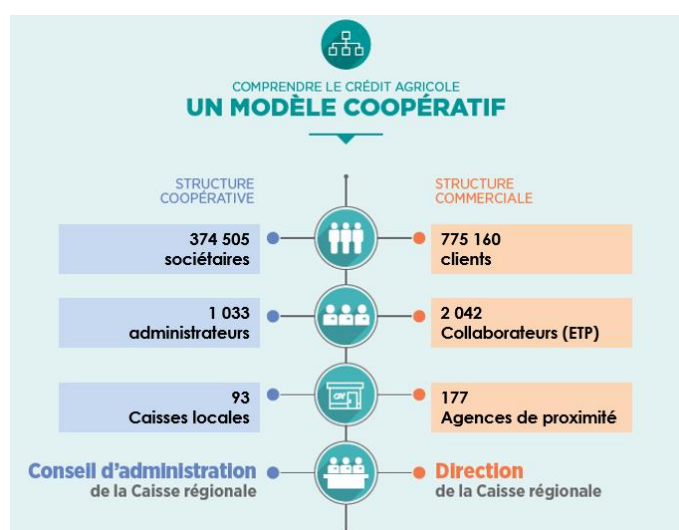 COMPRENDRE LE CRÉDIT AGRICOLE
UN MODÈLE COOPÉRATIF
STRUCTURE
COOPÉRATIVE
STRUCTURE
COMMERCIALE
374 505
sociétaires
775 160
clients
1 033
administrateurs
2 042
Collaborateurs (ETP)
93
Caisses locales
177
Agences de proximité
Conseil d'administration
de la Caisse régionale
Direction
de la Caisse régionale